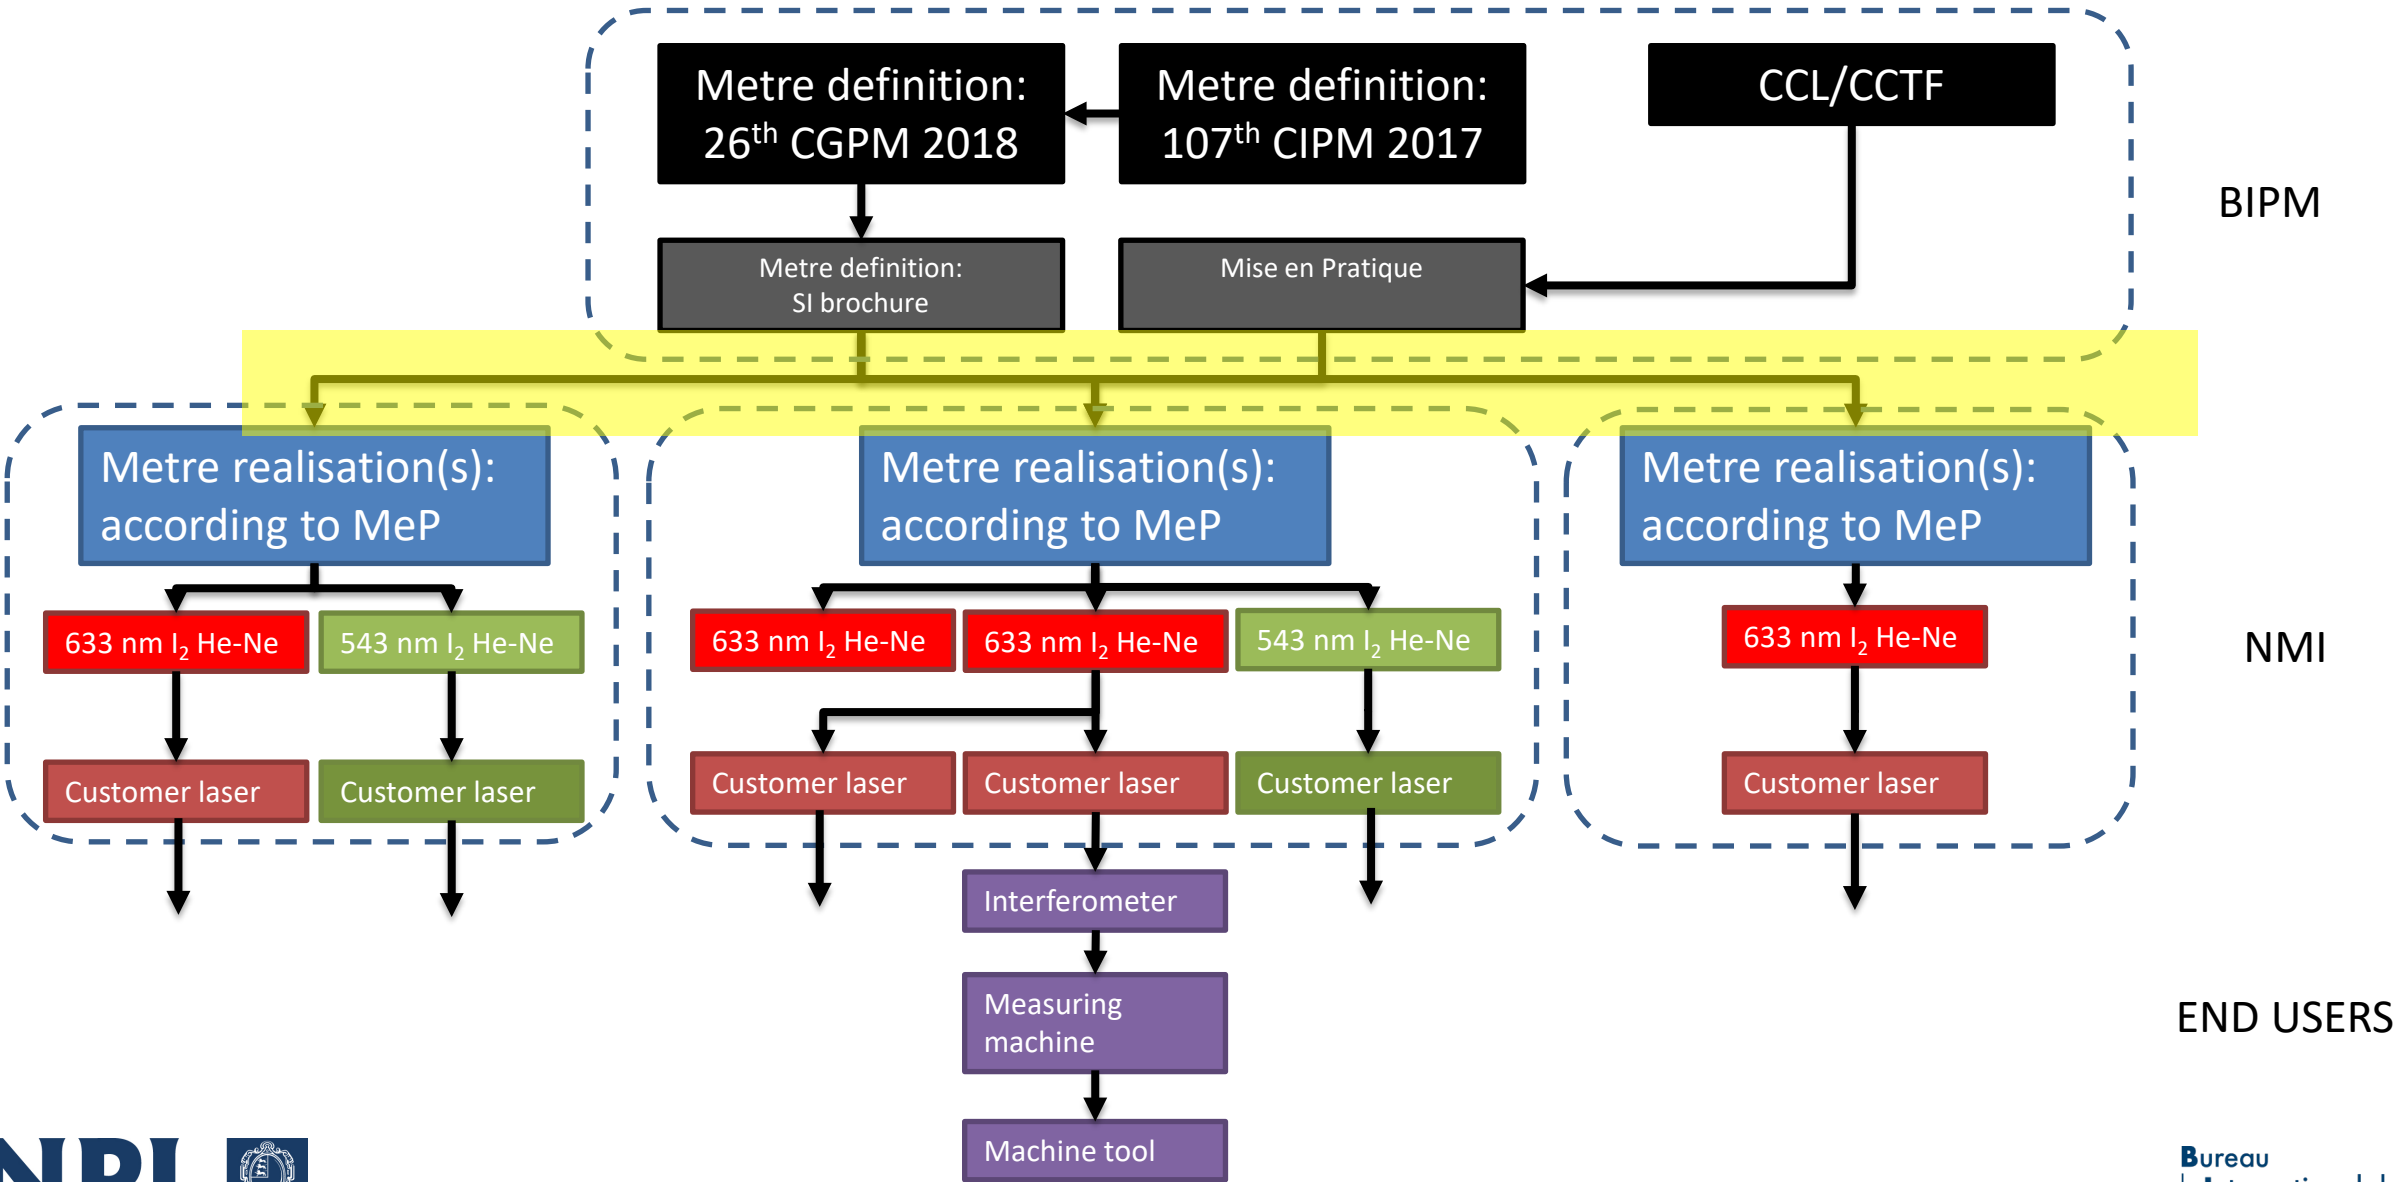 Metre definition:
26th CGPM 2018
Metre definition:
107th CIPM 2017
CCL/CCTF
BIPM
Metre definition:
SI brochure
Mise en Pratique
Metre realisation(s):
according to MeP
Metre realisation(s):
according to MeP
Metre realisation(s):
according to MeP
633 nm I2 He-Ne
543 nm I2 He-Ne
633 nm I2 He-Ne
633 nm I2 He-Ne
543 nm I2 He-Ne
633 nm I2 He-Ne
NMI
Customer laser
Customer laser
Customer laser
Customer laser
Customer laser
Customer laser
Interferometer
Measuring
machine
END USERS
Machine tool
NPL
Bureau